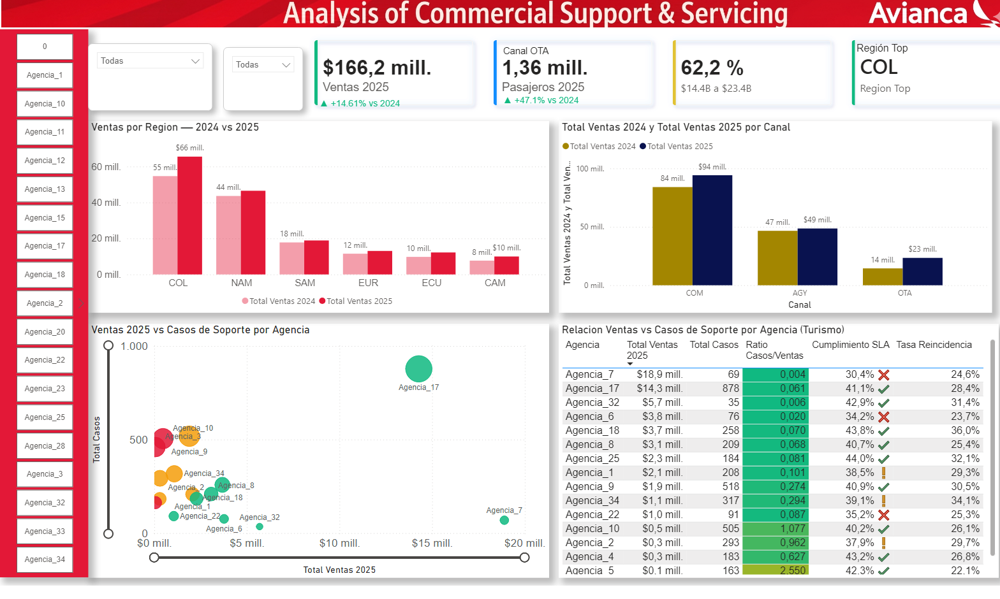 Analysis of Commercial Support & Servicing
Avianca
0
Agencia_1
Agencia_10
Agencia_11
Agencia_12
Agencia_13
Agencia_15
Agencia_17
Agencia_18
Agencia_2
Agencia_20
Agencia_22
Agencia_23
Agencia_25
Agencia_28
Agencia_3
Agencia_32
Agencia_33
Agencia_34
Todas
Todas
$166,2 mill.
Ventas 2025
▲ +14.61% vs 2024
Canal OTA
1,36 mill.
Pasajeros 2025
▲ +47.1% vs 2024
62,2 %
$14.4B a $23.4B
Región Top
COL
Region Top
Ventas por Region — 2024 vs 2025
60 mill.
40 mill.
20 mill.
0 mill.
55 mill.
$66 mill.
44 mill.
18 mill.
12 mill.
10 mill.
8 mill.
$10 mill.
COL NAM SAM EUR ECU CAM
Total Ventas 2024 Total Ventas 2025
Total Ventas 2024 y Total Ventas 2025 por Canal
Total Ventas 2024 Total Ventas 2025
Total Ventas 2024 y Total Ven...
100 mill.
50 mill.
0 mill.
84 mill.
$94 mill.
47 mill.
$49 mill.
14 mill.
$23 mill.
COM AGY OTA
Canal
Ventas 2025 vs Casos de Soporte por Agencia
Total Casos
1.000
500
0
Agencia_17
Agencia_10
Agencia_3
Agencia_9
Agencia_34
Agencia_2
Agencia_8
Agencia_18
Agencia_1
Agencia_22
Agencia_6
Agencia_32
Agencia_7
$0 mill. $5 mill. $10 mill. $15 mill. $20 mill.
Total Ventas 2025
Relacion Ventas vs Casos de Soporte por Agencia (Turismo)
Agencia Total Ventas 2025 Total Casos Ratio Casos/Ventas Cumplimiento SLA Tasa Reincidencia
Agencia_7 $18,9 mill. 69 0,004 30,4% 24,6%
Agencia_17 $14,3 mill. 878 0,061 41,1% 28,4%
Agencia_32 $5,7 mill. 35 0,006 42,9% 31,4%
Agencia_6 $3,8 mill. 76 0,020 34,2% 23,7%
Agencia_18 $3,7 mill. 258 0,070 43,8% 36,0%
Agencia_8 $3,1 mill. 209 0,068 40,7% 25,4%
Agencia_25 $2,3 mill. 184 0,081 44,0% 32,1%
Agencia_1 $2,1 mill. 208 0,101 38,5% 29,3%
Agencia_9 $1,9 mill. 518 0,274 40,9% 30,5%
Agencia_34 $1,1 mill. 317 0,294 39,1% 34,1%
Agencia_22 $1,0 mill. 91 0,087 35,2% 25,3%
Agencia_10 $0,5 mill. 505 1,077 40,2% 26,1%
Agencia_2 $0,3 mill. 293 0,962 37,9% 29,7%
Agencia_4 $0,3 mill. 183 0,627 43,2% 26,8%
Agencia_5 $0,1 mill. 163 2,550 42,3% 22,1%